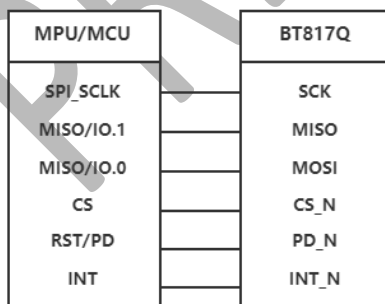 MPU/MCU BT817Q
SPI_SCLK SCK
MISO/IO.1 MISO
MISO/IO.0 MOSI
CS CS_N
RST/PD PD_N
INT INT_N